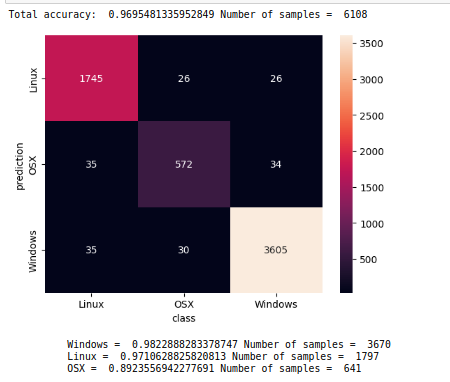 Total accuracy:  0.9695481335952849 Number of samples =  6108
Linux
1745 26 26
OSX
35 572 34
Windows
35 30 3605
prediction
Linux OSX Windows
class
3500
3000
2500
2000
1500
1000
500
Windows =  0.9822888283378747 Number of samples =  3670
Linux =  0.9710628825820813 Number of samples =  1797
OSX =  0.8923556942277691 Number of samples =  641